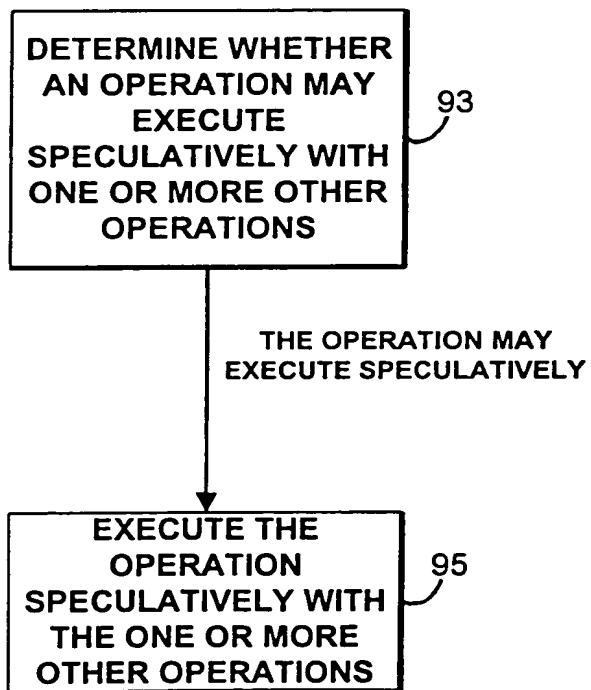 DETERMINE WHETHER
AN OPERATION MAY
EXECUTE
SPECULATIVELY WITH
ONE OR MORE OTHER
OPERATIONS
93
THE OPERATION MAY
EXECUTE SPECULATIVELY
EXECUTE THE
OPERATION
SPECULATIVELY WITH
THE ONE OR MORE
OTHER OPERATIONS
95